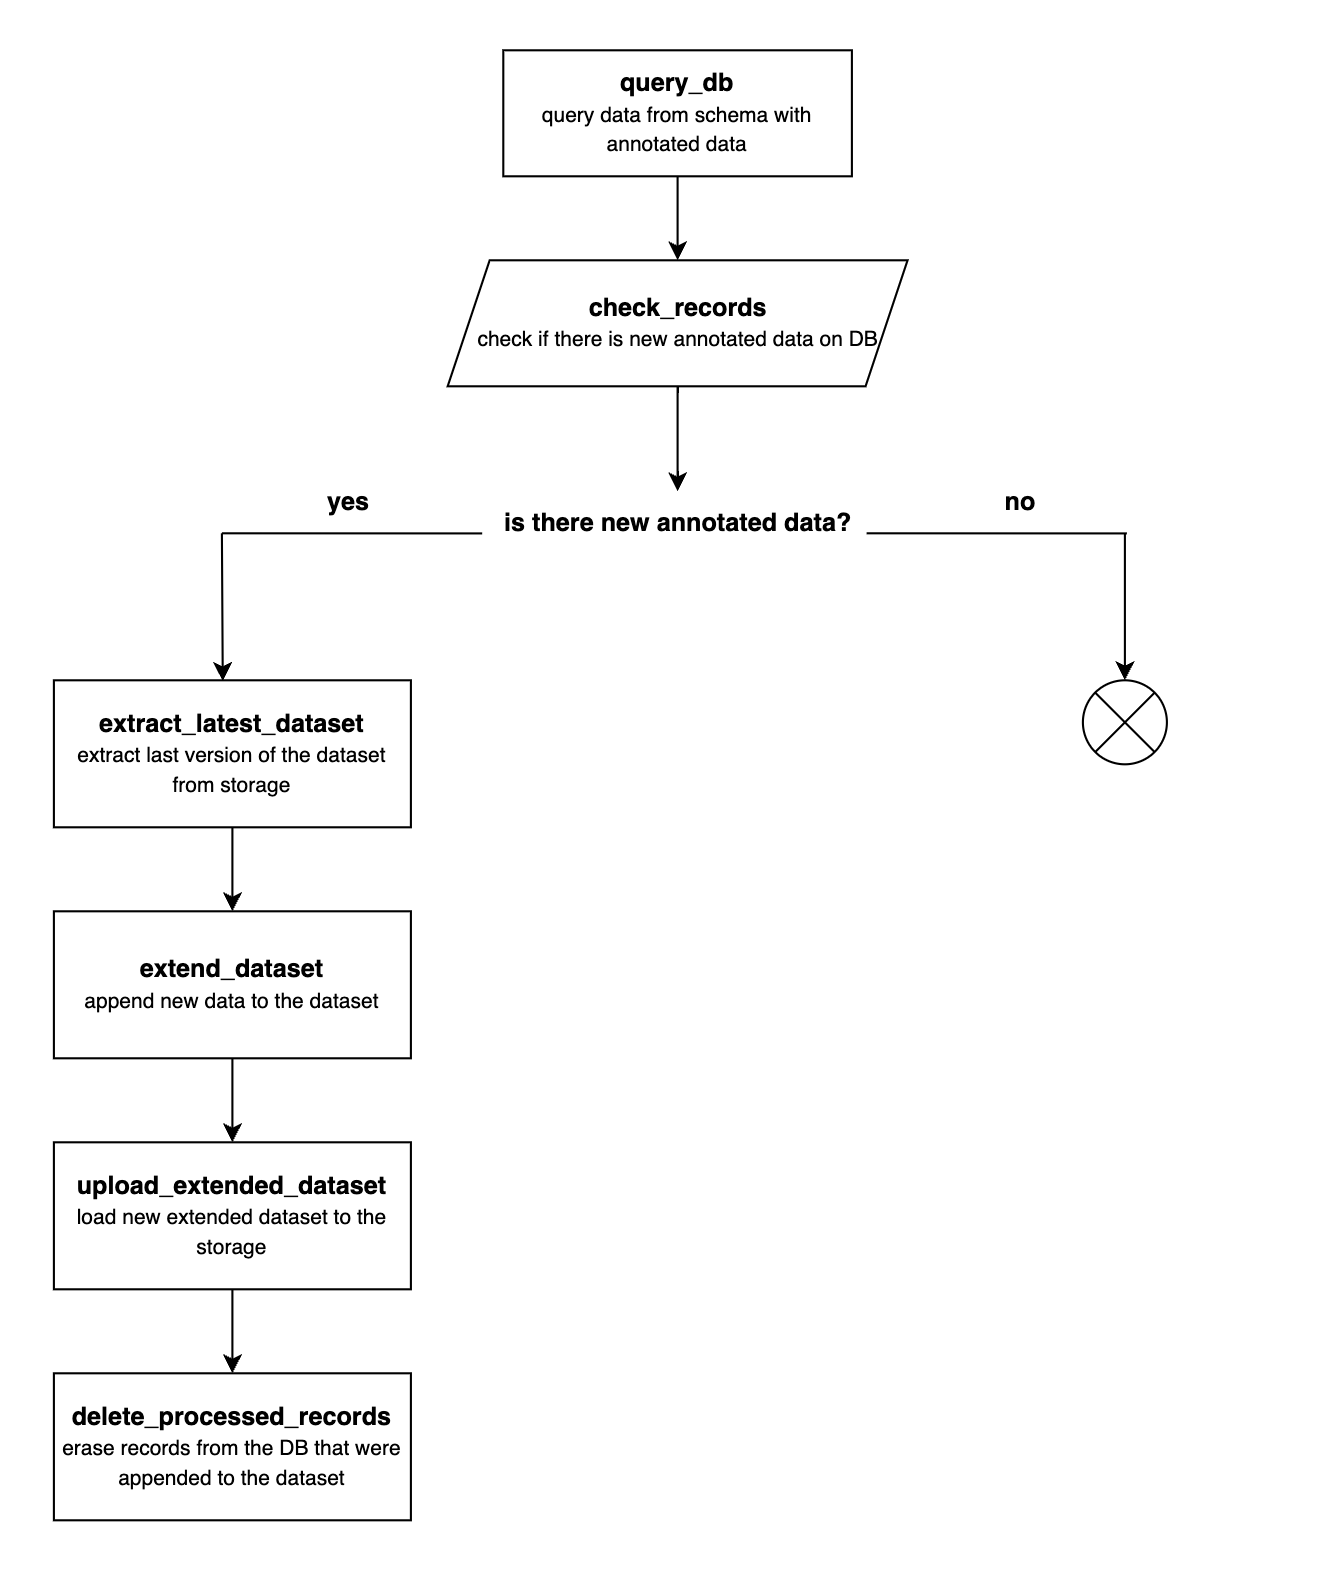 query_db
query data from schema with
annotated data
check_records
check if there is new annotated data on DB
yes
is there new annotated data?
no
extract_latest_dataset
extract last version of the dataset
from storage
extend_dataset
append new data to the dataset
upload_extended_dataset
load new extended dataset to the
storage
delete_processed_records
erase records from the DB that were
appended to the dataset